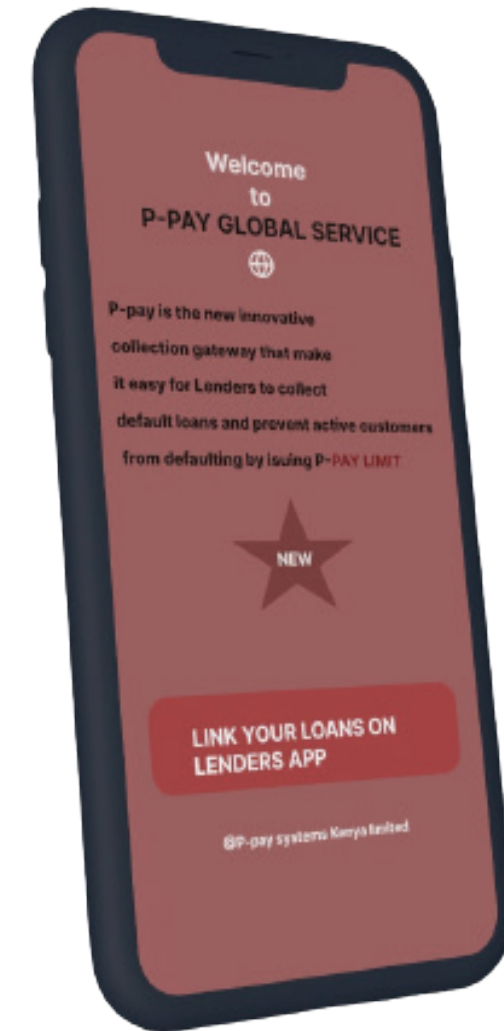 Welcome
to
P-PAY GLOBAL SERVICE
P-pay is the new innovative
collection gateway that make
it easy for Lenders to collect
default loans and prevent active customers
from defaulting by isuing P-PAY LIMIT
NEW
LINK YOUR LOANS ON
LENDERS APP
@P-pay systems Kenya limited